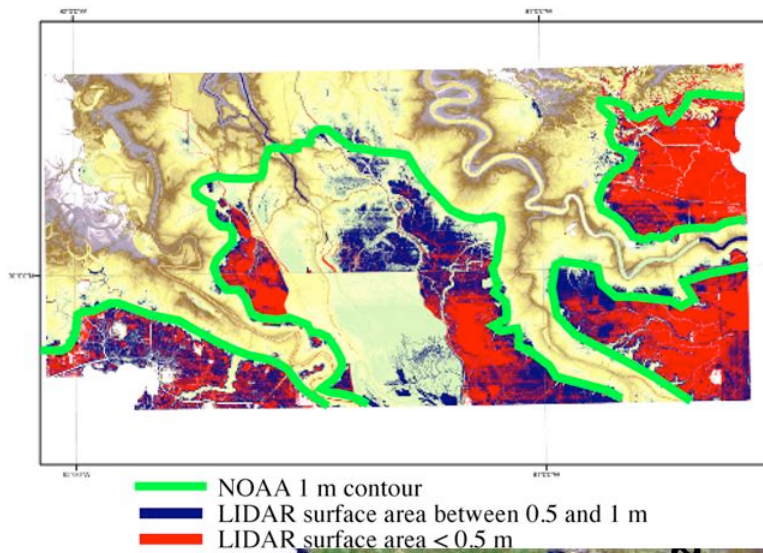 NOAA 1 m contour
LIDAR surface area between 0.5 and 1 m
LIDAR surface area < 0.5 m